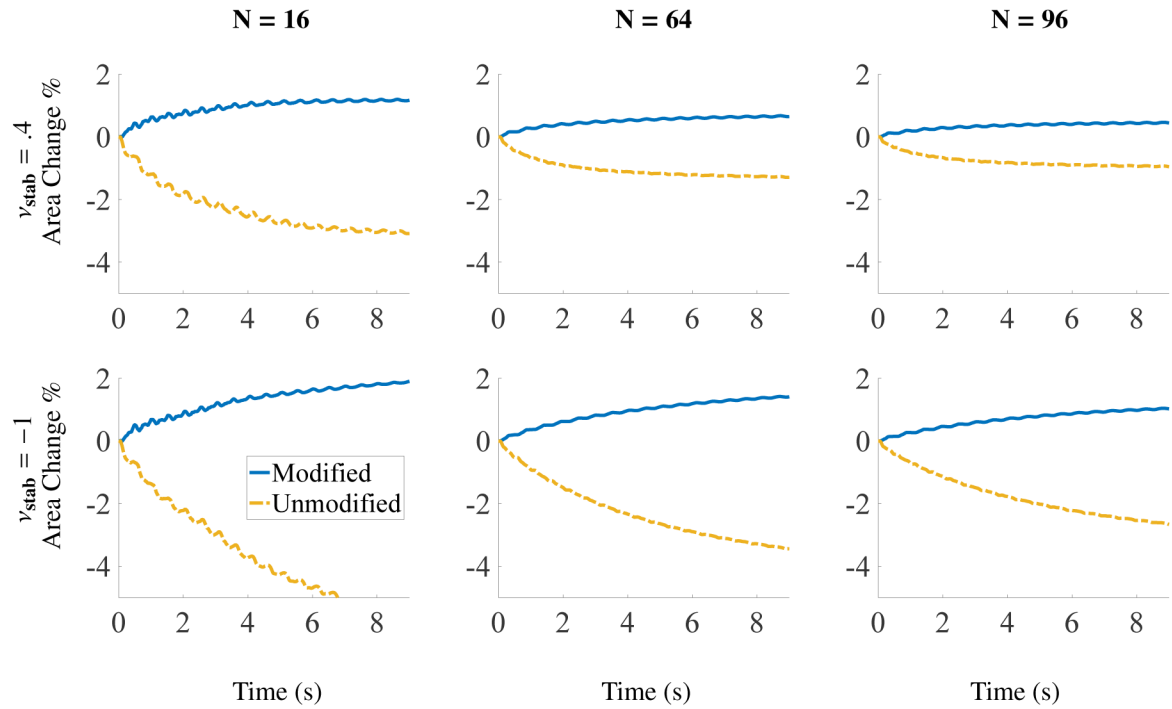 N = 16 N = 64 N = 96
ν_stab = .4
Area Change %
2 2 2
0 0 0
-2 -2 -2
-4 -4 -4
0 2 4 6 8 0 2 4 6 8 0 2 4 6 8
ν_stab = −1
Area Change %
2 2 2
0 0 0
-2 -2 -2
-4 -4 -4
Modified
Unmodified
0 2 4 6 8 0 2 4 6 8 0 2 4 6 8
Time (s) Time (s) Time (s)